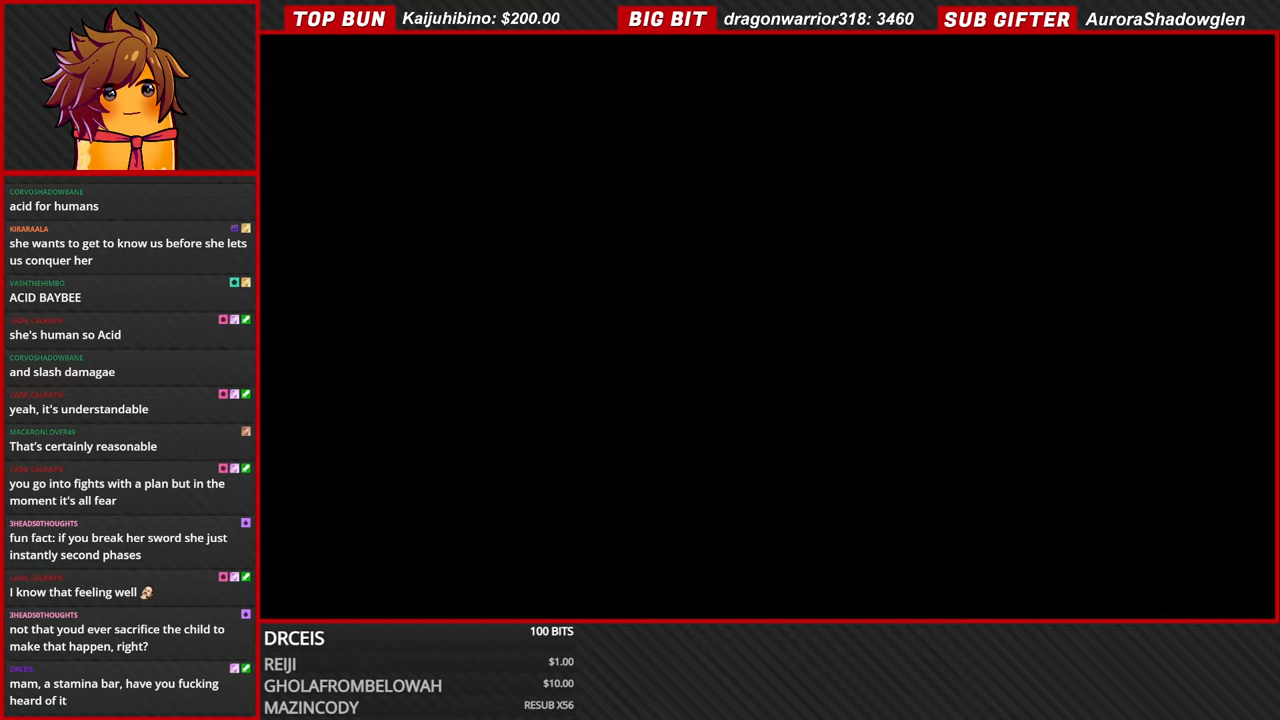 TOP BUN Kaijuhibino: $200.00 BIG BIT dragonwarrior318: 3460 SUB GIFTER AuroraShadowglen
CORVOSHADOWBANE
acid for humans
KIRARAALA
she wants to get to know us before she lets
us conquer her
VASHTHEHIMBO
ACID BAYBEE
she's human so Acid
CORVOSHADOWBANE
and slash damagae
yeah, it's understandable
MACARONLOVER49
That's certainly reasonable
you go into fights with a plan but in the
moment it's all fear
3HEADS0THOUGHTS
fun fact: if you break her sword she just
instantly second phases
I know that feeling well
3HEADS0THOUGHTS
not that youd ever sacrifice the child to
make that happen, right?
DRCEIS
mam, a stamina bar, have you fucking
heard of it
DRCEIS 100 BITS
REIJI $1.00
GHOLAFROMBELOWAH $10.00
MAZINCODY RESUB X56